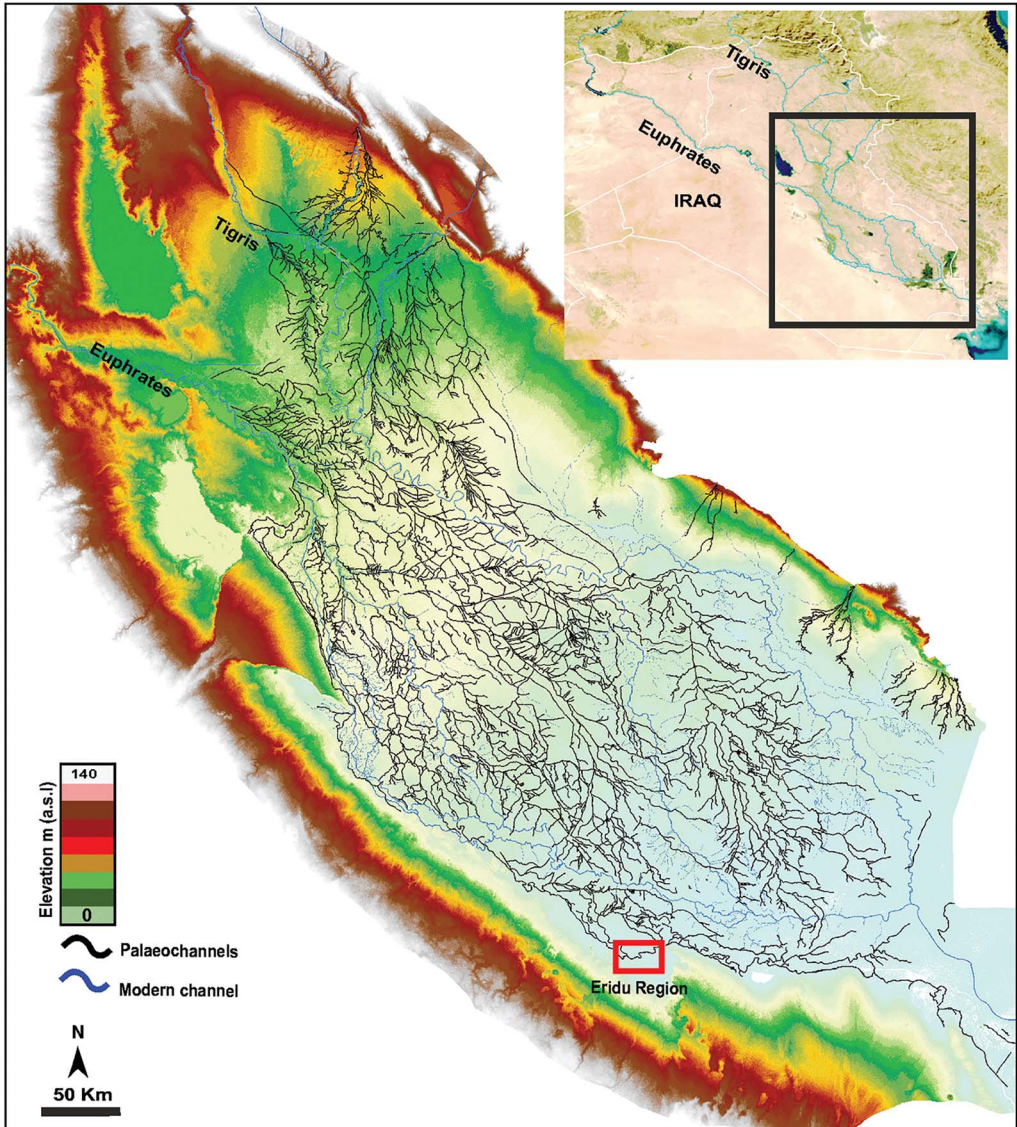 Tigris
Euphrates
IRAQ
Tigris
Euphrates
140
Elevation m (a.s.l)
0
Palaeochannels
Modern channel
N
50 Km
Eridu Region